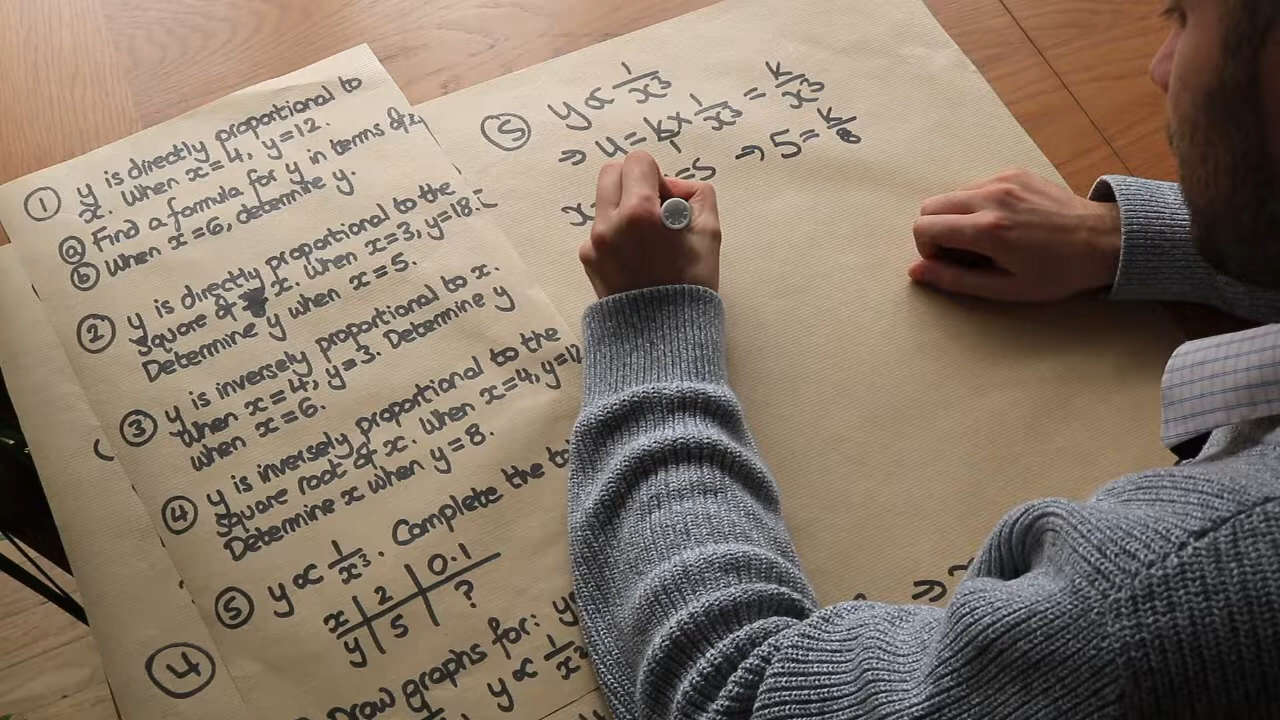 ① y is directly proportional to
x. When x=4, y=12.
ⓐ Find a formula for y in terms of x
ⓑ When x=6, determine y.
② y is directly proportional to the
square of x. When x=3, y=18.
Determine y when x=5.
③ y is inversely proportional to x.
When x=4, y=3. Determine y
when x=6.
④ y is inversely proportional to the
square root of x. When x=4, y=12
Determine x when y=8.
⑤ y ∝ 1/x³. Complete the
x | 2 | 0.1
y | 5 | ?
④
Draw graphs for:
y ∝
⑤ y ∝ 1/x³
⇒ y = k × 1/x³ = k/x³
=5 → 5 = k/8
x